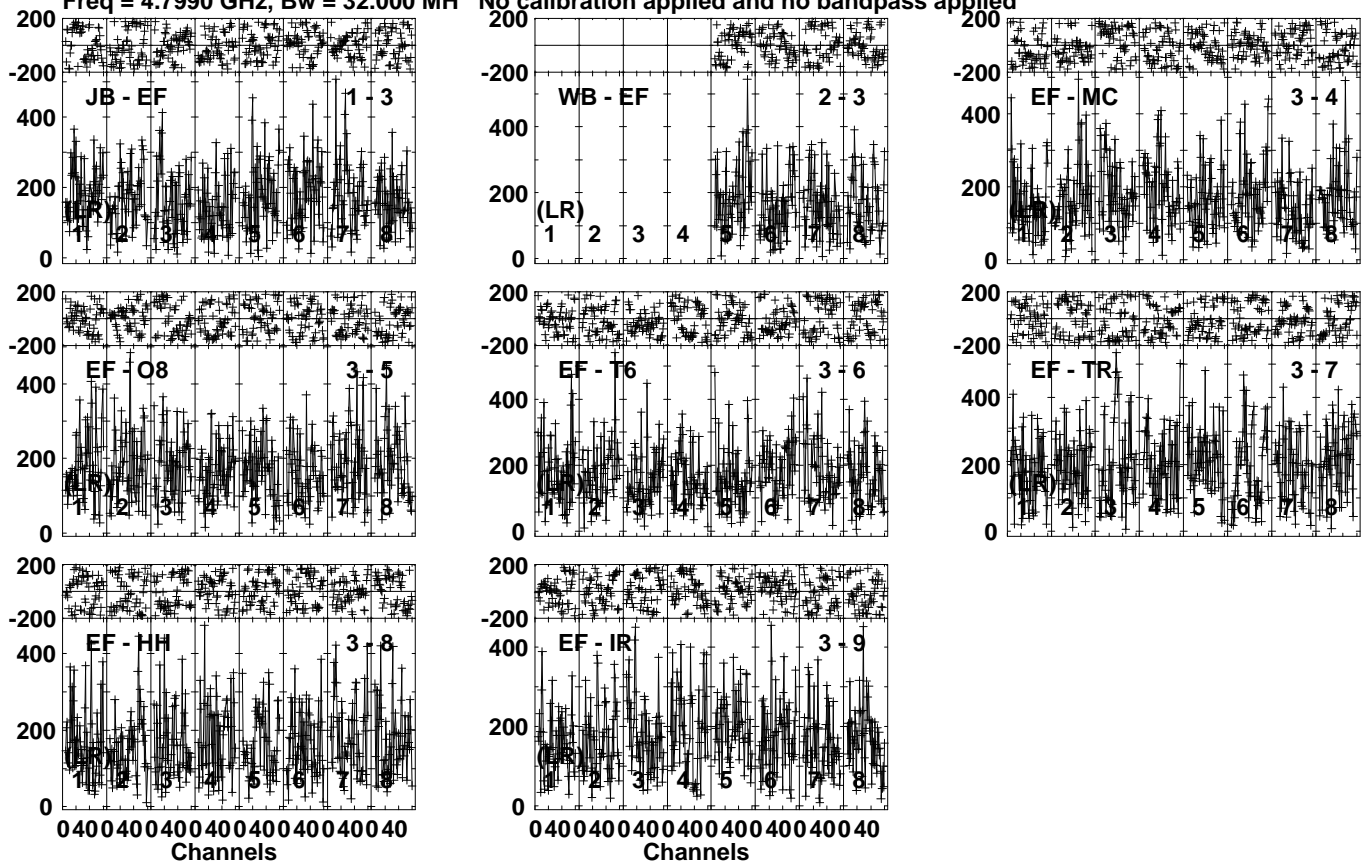 Freq = 4.7990 GHz, Bw = 32.000 MH No calibration applied and no bandpass applied
200
-200
JB - EF 1 - 3
400
200
(LR)
0
1 2 3 4 5 6 7 8
200
-200
WB - EF 2 - 3
400
200
(LR)
0
1 2 3 4 5 6 7 8
200
-200
EF - MC 3 - 4
400
200
(LR)
0
1 2 3 4 5 6 7 8
200
-200
EF - O8 3 - 5
400
200
(LR)
0
1 2 3 4 5 6 7 8
200
-200
EF - T6 3 - 6
400
200
(LR)
0
1 2 3 4 5 6 7 8
200
-200
EF - TR 3 - 7
400
200
(LR)
0
1 2 3 4 5 6 7 8
200
-200
EF - HH 3 - 8
400
200
(LR)
0
1 2 3 4 5 6 7 8
0 40 0 40 0 40 0 40 0 40 0 40 0 40 0 40
Channels
200
-200
EF - IR 3 - 9
400
200
(LR)
0
1 2 3 4 5 6 7 8
0 40 0 40 0 40 0 40 0 40 0 40 0 40 0 40
Channels